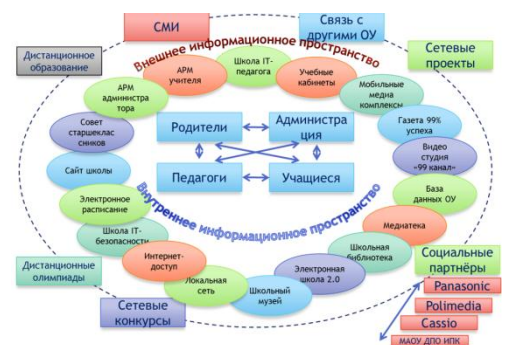 СМИ
Связь с
другими ОУ
Дистанционное
образование
Сетевые
проекты
Внешнее информационное пространство
АРМ
учителя
Школа IT-
педагога
Учебные
кабинеты
АРМ
администра
тора
Мобильные
медиа
комплексы
Совет
старшеклас
сников
Родители
Администра
ция
Газета 99%
успеха
Видео
студия
«99 канал»
Сайт школы
Педагоги
Учащиеся
База
данных ОУ
Электронное
расписание
Внутреннее информационное пространство
Медиатека
Школа IT-
безопасности
Школьная
библиотека
Интернет-
доступ
Электронная
школа 2.0
Локальная
сеть
Школьный
музей
Дистанционные
олимпиады
Сетевые
конкурсы
Социальные
партнёры
Panasonic
Polimedia
Cassio
МАОУ ДПО ИПК